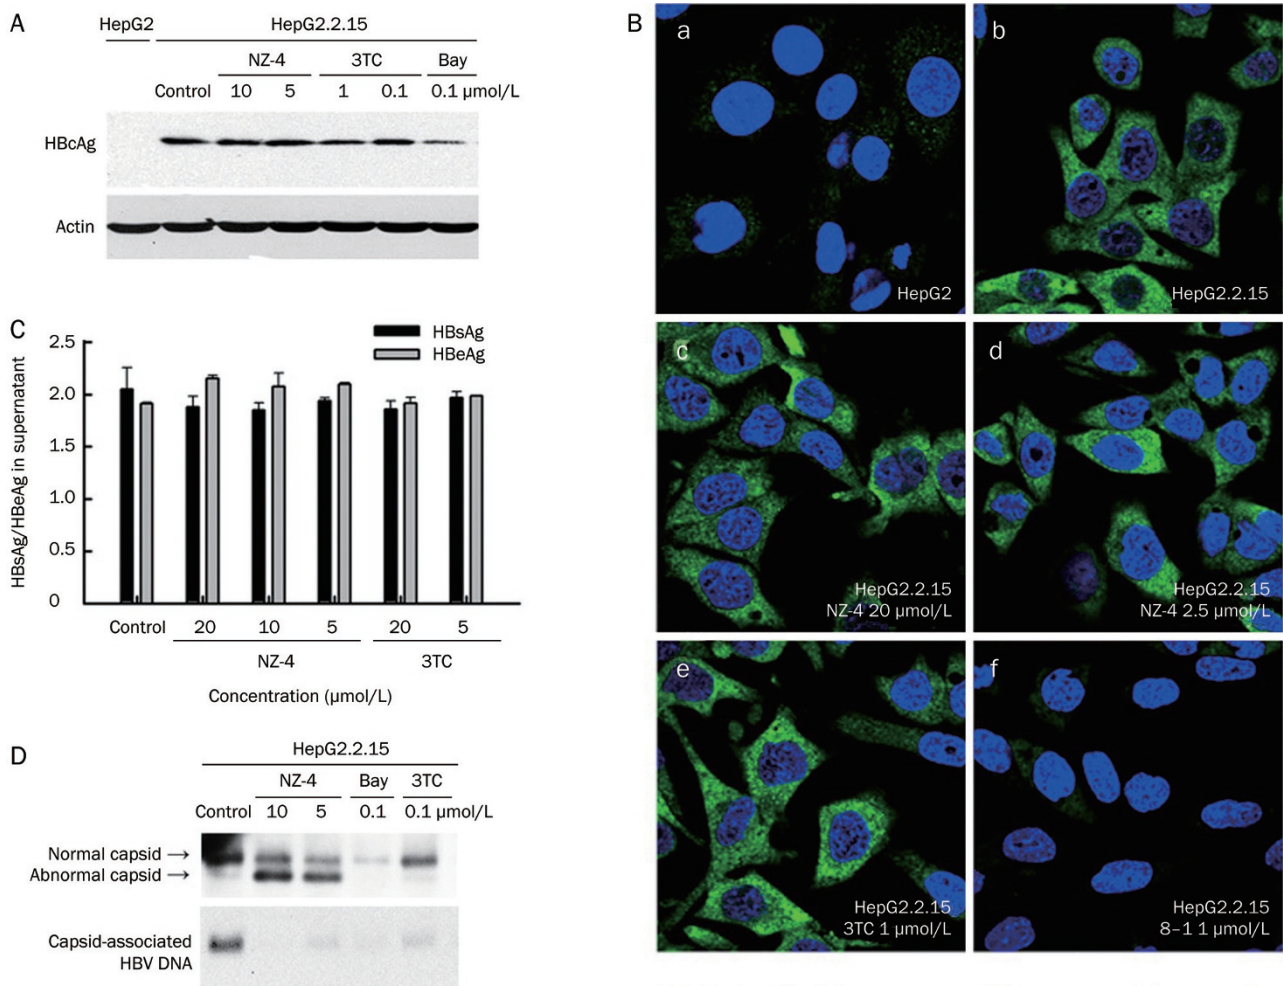 A
HepG2 HepG2.2.15
NZ-4 3TC Bay
Control 10 5 1 0.1 0.1 μmol/L
HBcAg
Actin
B
a
HepG2
b
HepG2.2.15
c
HepG2.2.15
NZ-4 20 μmol/L
d
HepG2.2.15
NZ-4 2.5 μmol/L
e
HepG2.2.15
3TC 1 μmol/L
f
HepG2.2.15
8–1 1 μmol/L
C
HBsAg
HBeAg
HBsAg/HBeAg in supernatant
2.5
2.0
1.5
1.0
0.5
0
Control 20 10 5 20 5
NZ-4 3TC
Concentration (μmol/L)
D
HepG2.2.15
NZ-4 Bay 3TC
Control 10 5 0.1 0.1 μmol/L
Normal capsid →
Abnormal capsid →
Capsid-associated
HBV DNA